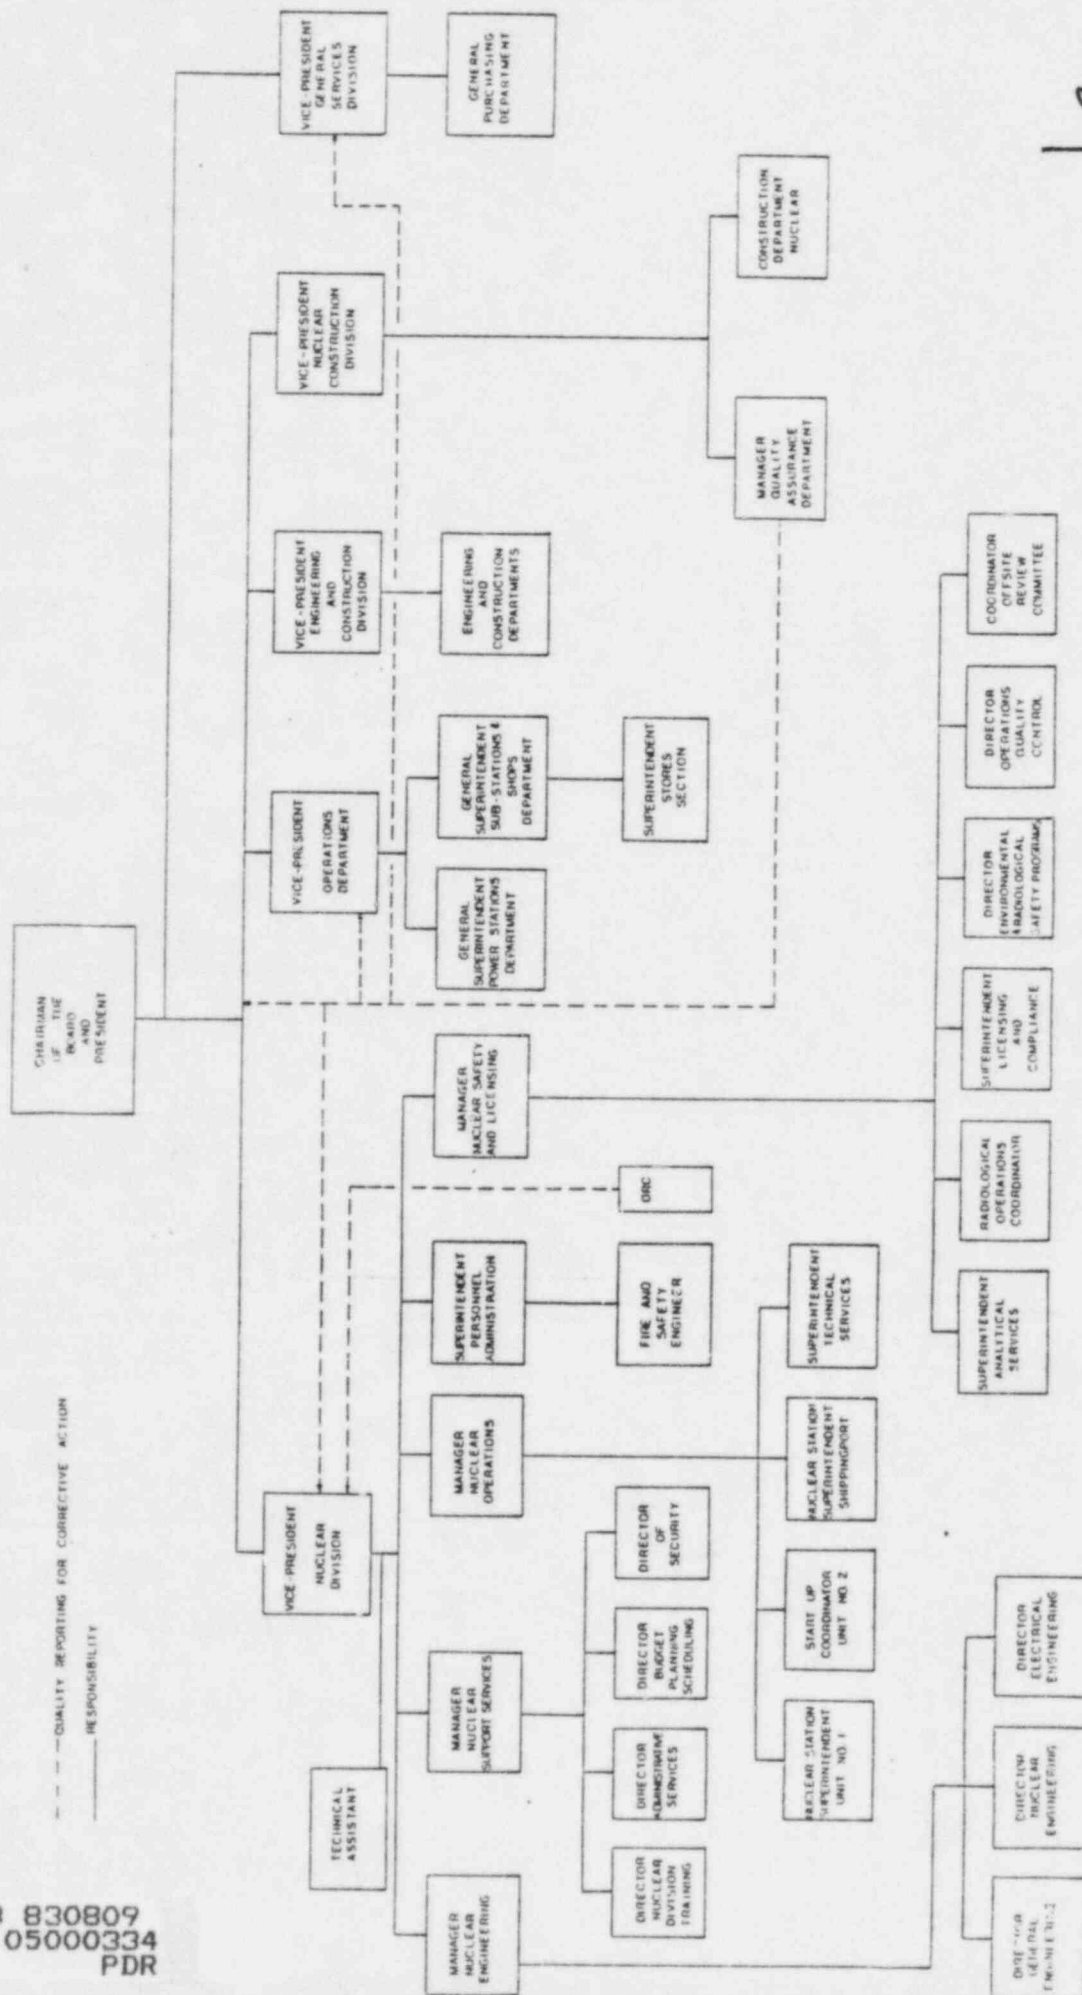 CHAIRMAN
OF THE
BOARD
AND
PRESIDENT
VICE-PRESIDENT
NUCLEAR
DIVISION
VICE-PRESIDENT
OPERATIONS
DEPARTMENT
VICE-PRESIDENT
ENGINEERING
AND
CONSTRUCTION
DIVISION
VICE-PRESIDENT
NUCLEAR
CONSTRUCTION
DIVISION
VICE-PRESIDENT
GENERAL
SERVICES
DIVISION
TECHNICAL
ASSISTANT
MANAGER
NUCLEAR
ENGINEERING
MANAGER
NUCLEAR
SUPPORT SERVICES
MANAGER
NUCLEAR
OPERATIONS
SUPERINTENDENT
PERSONNEL
ADMINISTRATION
MANAGER
NUCLEAR SAFETY
AND LICENSING
GENERAL
SUPERINTENDENT
POWER STATIONS
DEPARTMENT
GENERAL
SUPERINTENDENT
SUB-STATIONS &
SHOPS
DEPARTMENT
ENGINEERING
AND
CONSTRUCTION
DEPARTMENTS
GENERAL
PURCHASING
DEPARTMENT
DIRECTOR
NUCLEAR
DIVISION
TRAINING
DIRECTOR
ADMINISTRATIVE
SERVICES
DIRECTOR
BUDGET
PLANNING
SCHEDULING
DIRECTOR
OF
SECURITY
FIRE AND
SAFETY
ENGINEER
ORC
SUPERINTENDENT
STORES
SECTION
MANAGER
QUALITY
ASSURANCE
DEPARTMENT
CONSTRUCTION
DEPARTMENT
NUCLEAR
NUCLEAR STATION
SUPERINTENDENT
UNIT NO. 1
START UP
COORDINATOR
UNIT NO. 2
NUCLEAR STATION
SUPERINTENDENT
SHIPPINGPORT
SUPERINTENDENT
TECHNICAL
SERVICES
DIRECTOR
GENERAL
ENGINEERING
DIRECTOR
NUCLEAR
ENGINEERING
DIRECTOR
ELECTRICAL
ENGINEERING
SUPERINTENDENT
ANALYTICAL
SERVICES
RADIOLOGICAL
OPERATIONS
COORDINATOR
SUPERINTENDENT
LICENSING
AND
COMPLIANCE
DIRECTOR
ENVIRONMENTAL
& RADIOLOGICAL
SAFETY PROGRAMS
DIRECTOR
OPERATIONS
QUALITY
CONTROL
COORDINATOR
OFFSITE
REVIEW
COMMITTEE
QUALITY REPORTING FOR CORRECTIVE ACTION
RESPONSIBILITY
830809
05000334
PDR